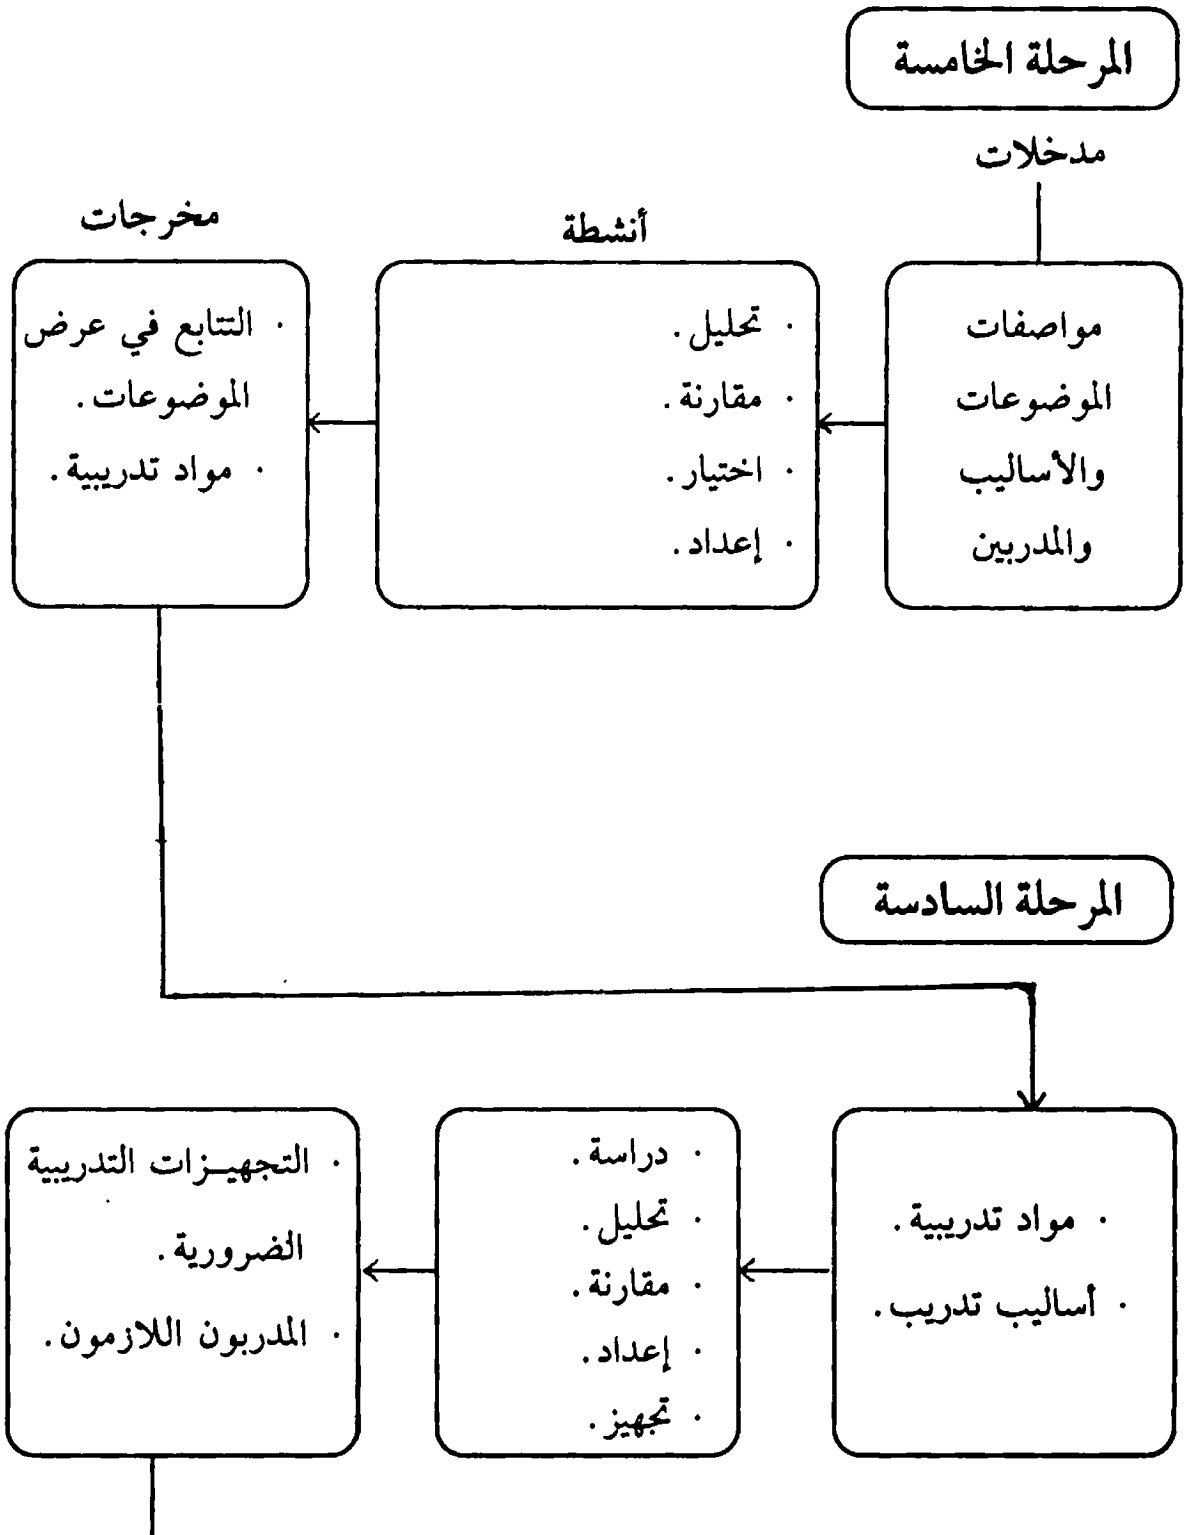 المرحلة الخامسة
مدخلات
أنشطة
مخرجات
مواصفات
الموضوعات
والأساليب
والمدربين
· تحليل.
· مقارنة.
· اختيار.
· إعداد.
· التتابع في عرض
الموضوعات.
· مواد تدريبية.
المرحلة السادسة
· مواد تدريبية.
· أساليب تدريب.
· دراسة.
· تحليل.
· مقارنة.
· إعداد.
· تجهيز.
· التجهيزات التدريبية
الضرورية.
· المدربون اللازمون.